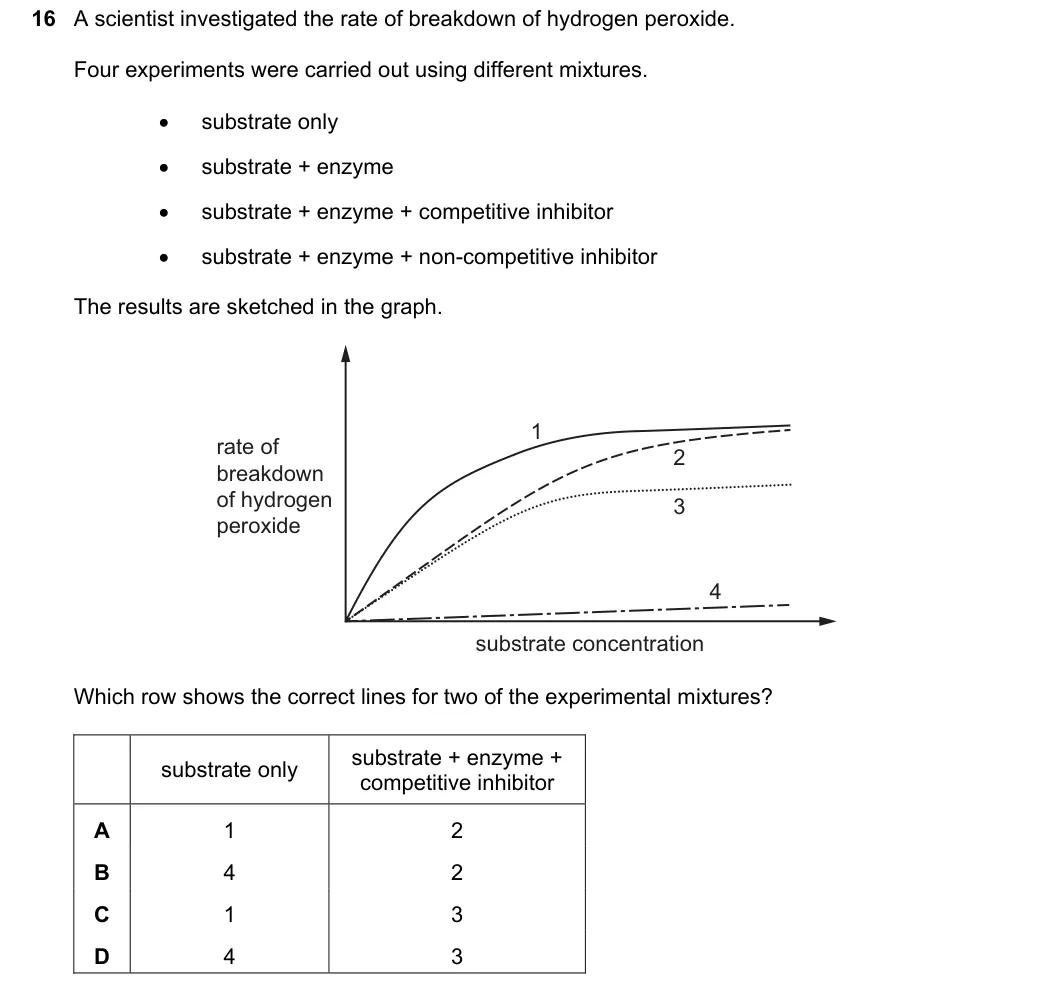 16 A scientist investigated the rate of breakdown of hydrogen peroxide.
Four experiments were carried out using different mixtures.
• substrate only
• substrate + enzyme
• substrate + enzyme + competitive inhibitor
• substrate + enzyme + non-competitive inhibitor
The results are sketched in the graph.
rate of
breakdown
of hydrogen
peroxide
1
2
3
4
substrate concentration
Which row shows the correct lines for two of the experimental mixtures?
substrate only
substrate + enzyme +
competitive inhibitor
A 1 2
B 4 2
C 1 3
D 4 3